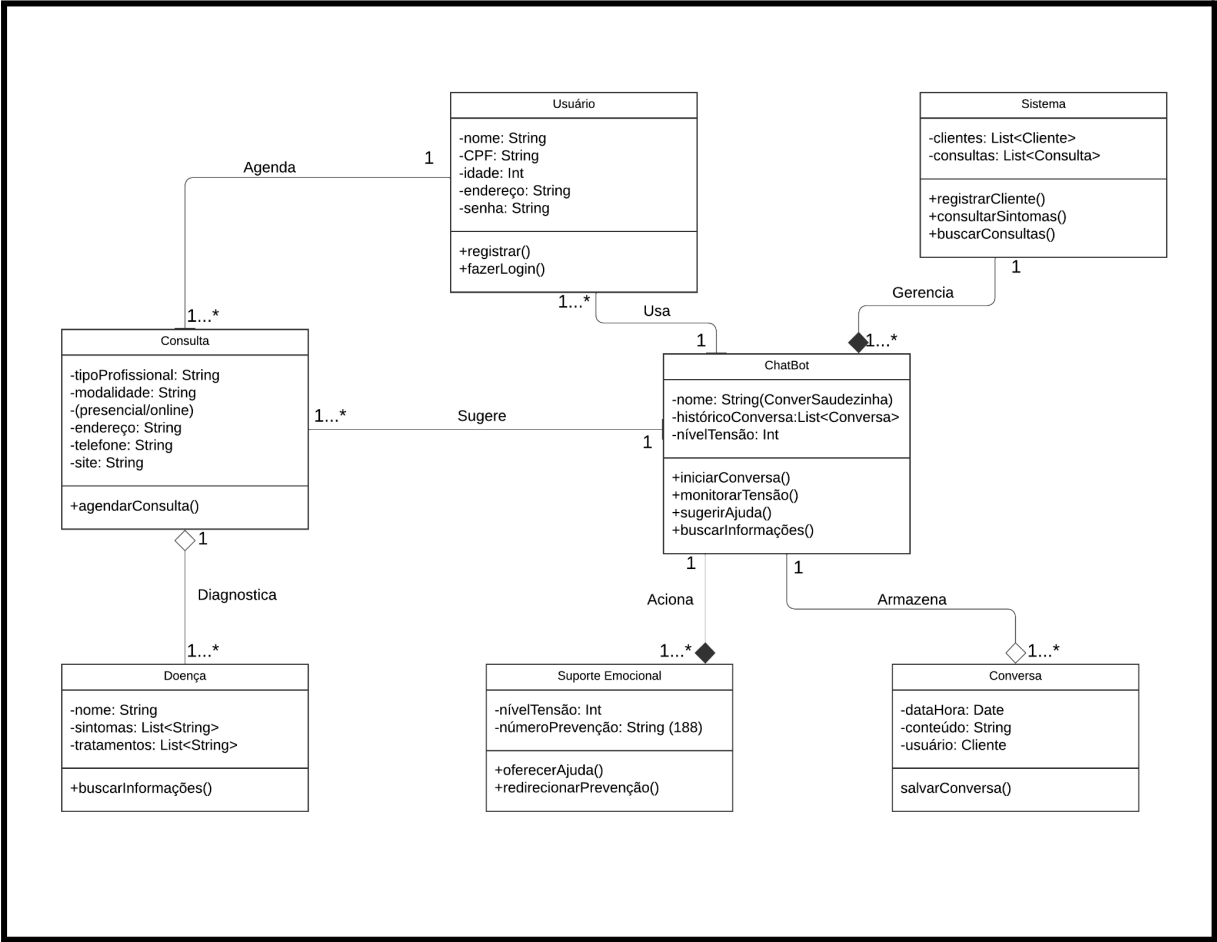 Usuário
-nome: String
-CPF: String
-idade: Int
-endereço: String
-senha: String
+registrar()
+fazerLogin()
Sistema
-clientes: List<Cliente>
-consultas: List<Consulta>
+registrarCliente()
+consultarSintomas()
+buscarConsultas()
1
Agenda
1...*
1...*
Usa
1
1
Gerencia
1...*
Consulta
-tipoProfissional: String
-modalidade: String
-(presencial/online)
-endereço: String
-telefone: String
-site: String
+agendarConsulta()
1...*
Sugere
1
ChatBot
-nome: String(ConverSaudezinha)
-históricoConversa:List<Conversa>
-nívelTensão: Int
+iniciarConversa()
+monitorarTensão()
+sugerirAjuda()
+buscarInformações()
1
Diagnostica
1...*
1
Aciona
1...*
1
Armazena
1...*
Doença
-nome: String
-sintomas: List<String>
-tratamentos: List<String>
+buscarInformações()
Suporte Emocional
-nívelTensão: Int
-númeroPrevenção: String (188)
+oferecerAjuda()
+redirecionarPrevenção()
Conversa
-dataHora: Date
-conteúdo: String
-usuário: Cliente
salvarConversa()